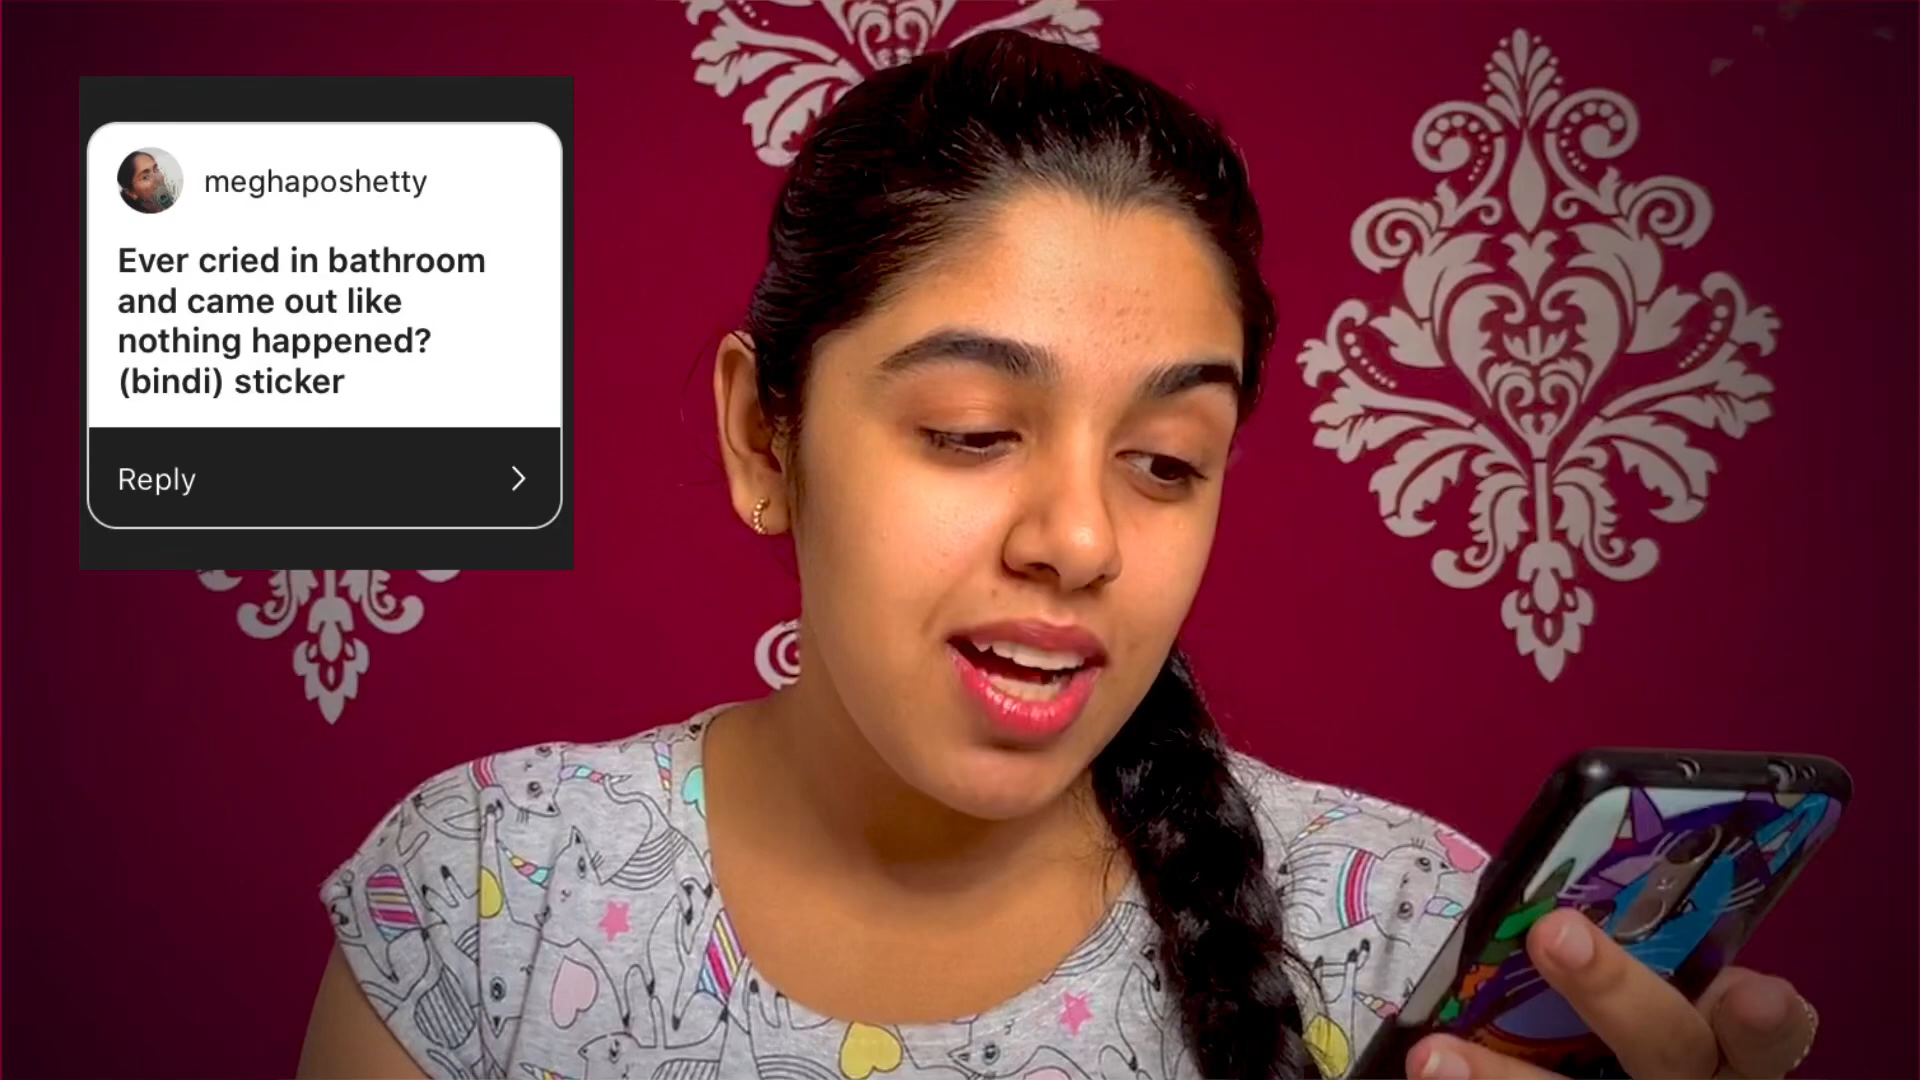 meghaposhetty
Ever cried in bathroom
and came out like
nothing happened?
(bindi) sticker
Reply